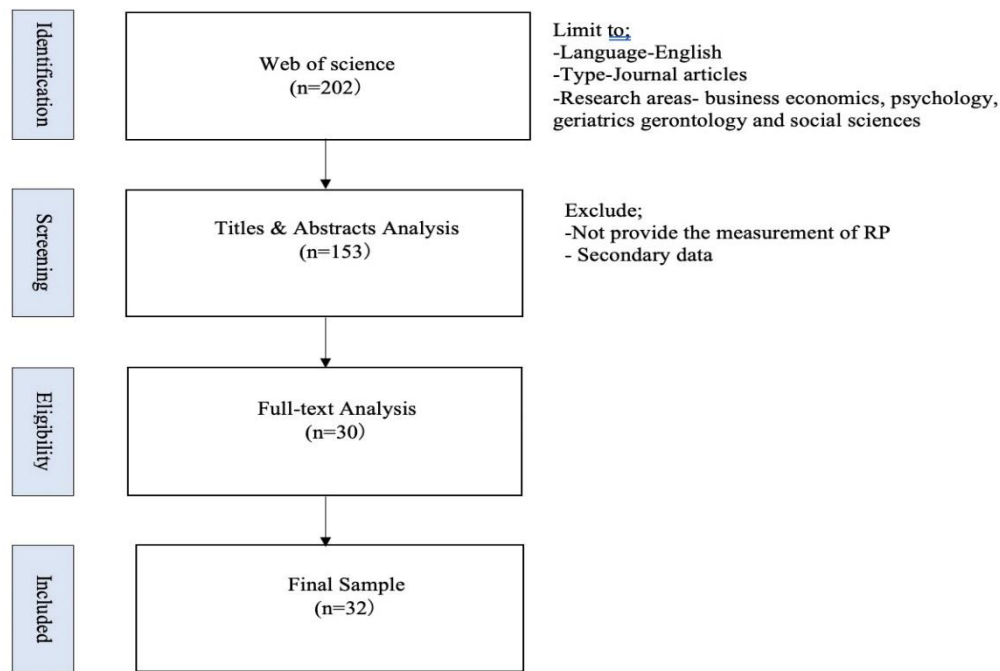 Identification
Web of science
(n=202)
Limit to;
-Language-English
-Type-Journal articles
-Research areas- business economics, psychology,
geriatrics gerontology and social sciences
Screening
Titles & Abstracts Analysis
(n=153)
Exclude;
-Not provide the measurement of RP
- Secondary data
Eligibility
Full-text Analysis
(n=30)
Included
Final Sample
(n=32)